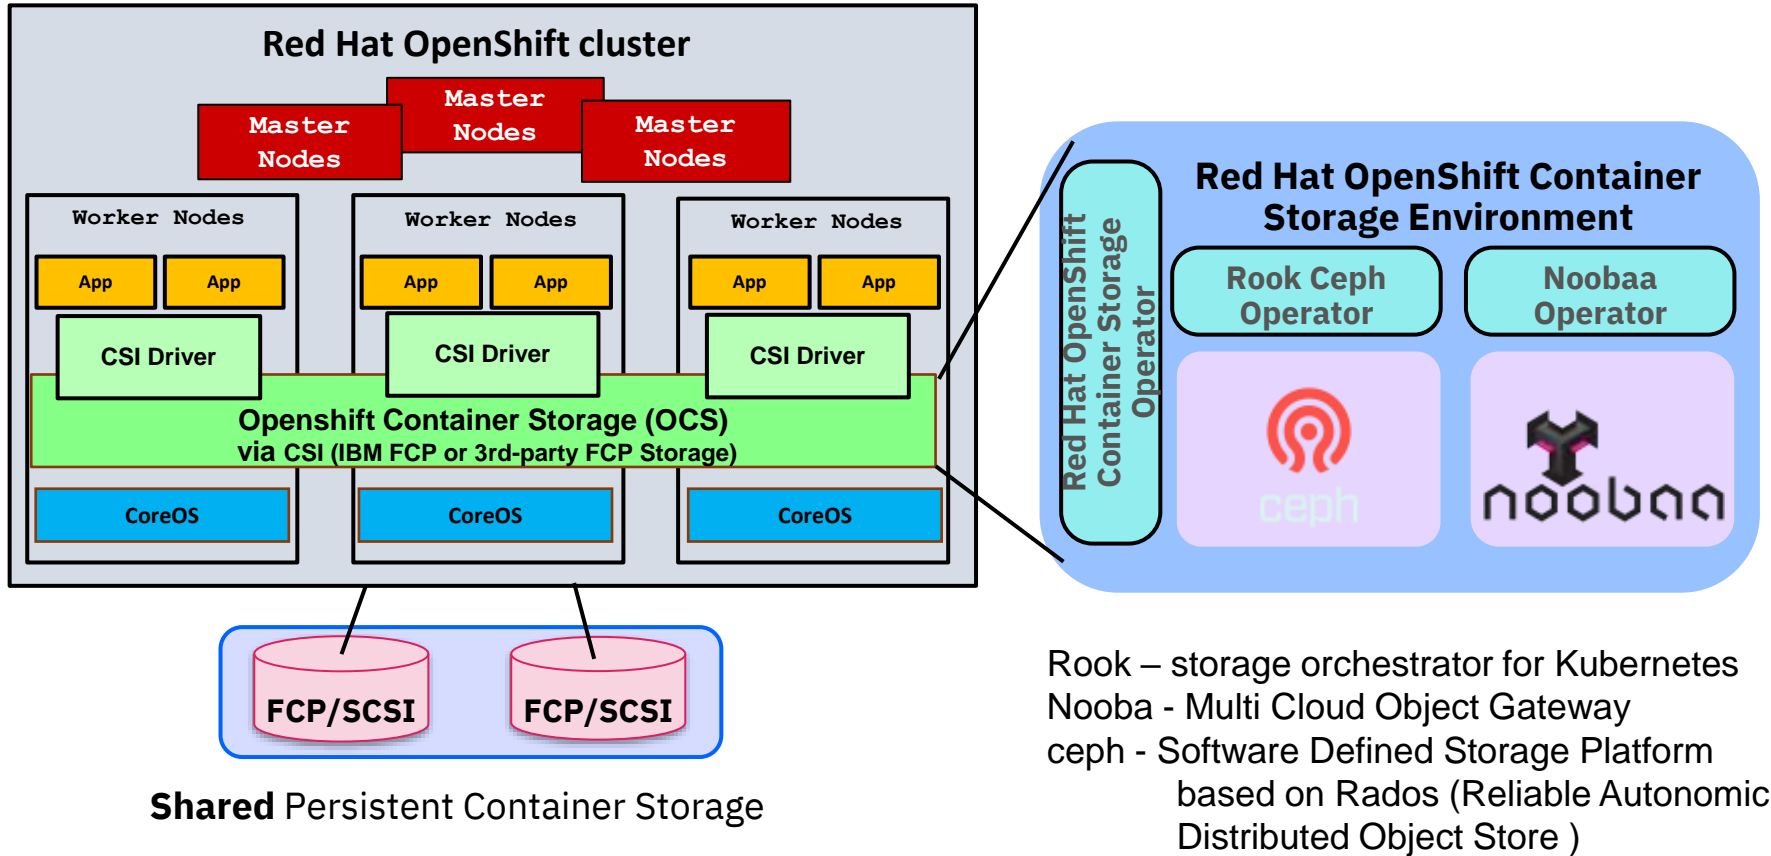 Red Hat OpenShift cluster
Master
Nodes
Master
Nodes
Master
Nodes
Worker Nodes
App
App
CSI Driver
Worker Nodes
App
App
CSI Driver
Worker Nodes
App
App
CSI Driver
Openshift Container Storage (OCS)
via CSI (IBM FCP or 3rd-party FCP Storage)
CoreOS
CoreOS
CoreOS
FCP/SCSI
FCP/SCSI
Shared Persistent Container Storage
Red Hat OpenShift Container
Storage Environment
Red Hat OpenShift
Container Storage
Operator
Rook Ceph
Operator
Noobaa
Operator
ceph
noobaa
Rook – storage orchestrator for Kubernetes
Nooba - Multi Cloud Object Gateway
ceph - Software Defined Storage Platform
based on Rados (Reliable Autonomic
Distributed Object Store )